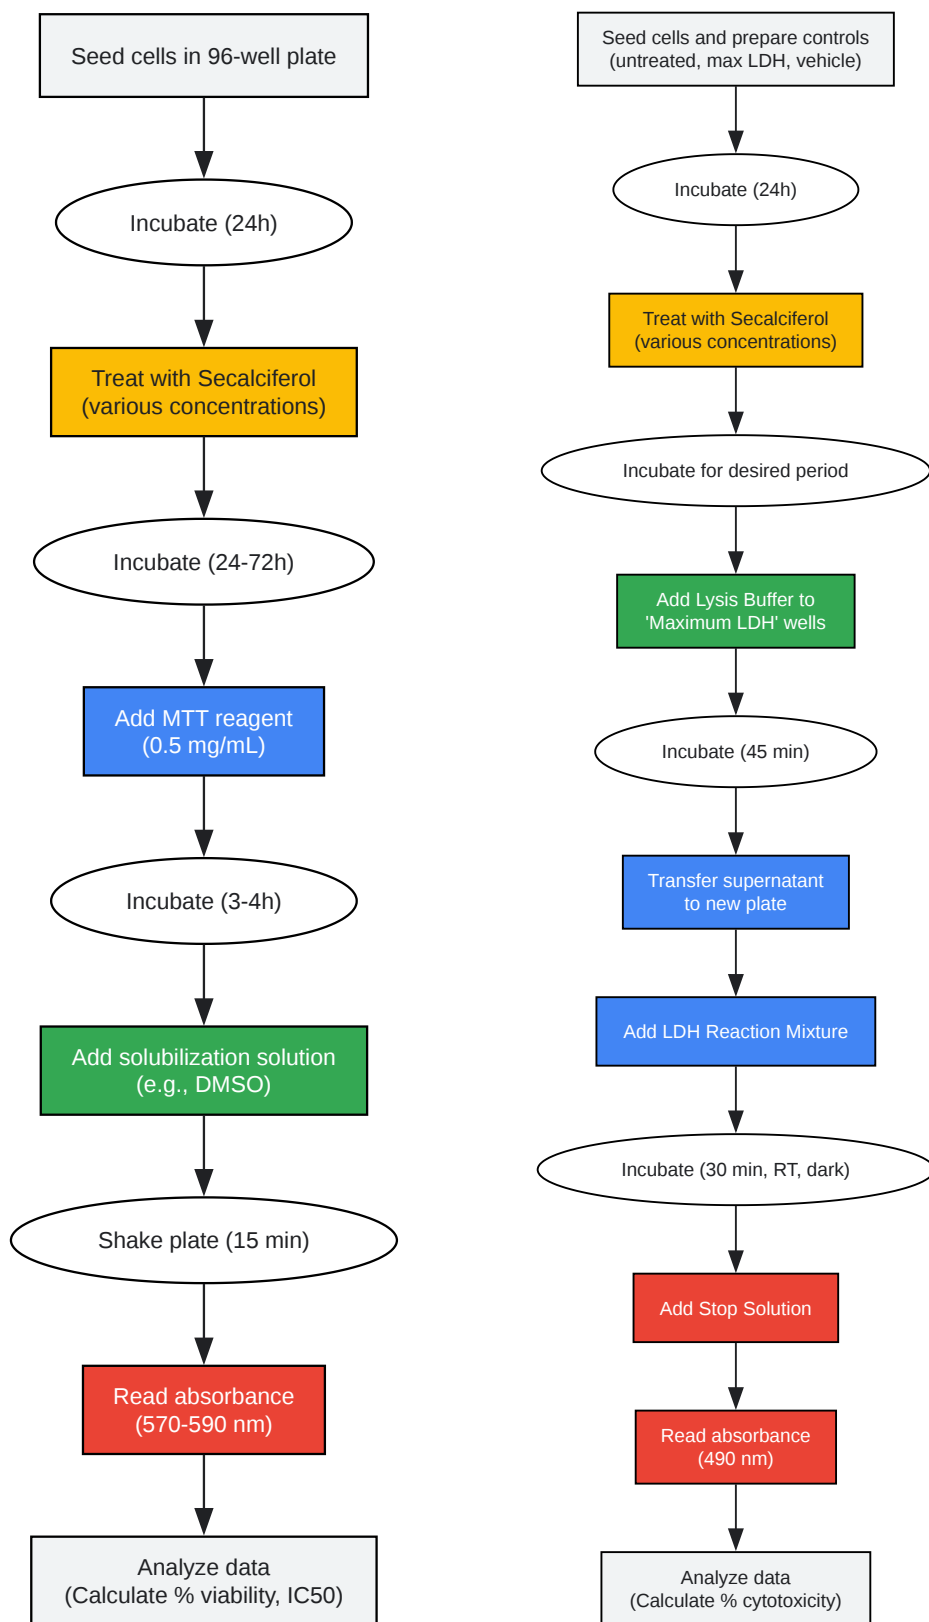 Seed cells in 96-well plate
Incubate (24h)
Treat with Secalciferol
(various concentrations)
Incubate (24-72h)
Add MTT reagent
(0.5 mg/mL)
Incubate (3-4h)
Add solubilization solution
(e.g., DMSO)
Shake plate (15 min)
Read absorbance
(570-590 nm)
Analyze data
(Calculate % viability, IC50)
Seed cells and prepare controls
(untreated, max LDH, vehicle)
Incubate (24h)
Treat with Secalciferol
(various concentrations)
Incubate for desired period
Add Lysis Buffer to
'Maximum LDH' wells
Incubate (45 min)
Transfer supernatant
to new plate
Add LDH Reaction Mixture
Incubate (30 min, RT, dark)
Add Stop Solution
Read absorbance
(490 nm)
Analyze data
(Calculate % cytotoxicity)